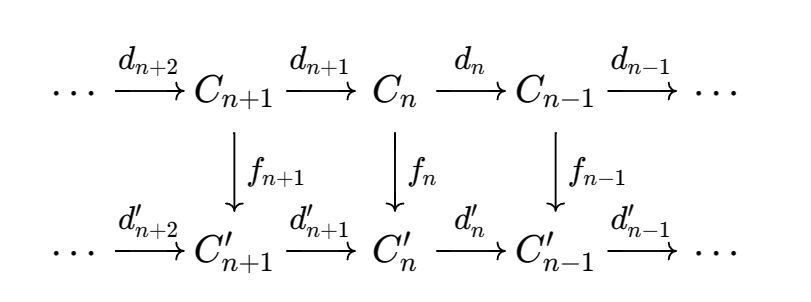 d_{n+2} d_{n+1} d_n d_{n-1}
⋯ C_{n+1} C_n C_{n-1} ⋯
f_{n+1} f_n f_{n-1}
d'_{n+2} d'_{n+1} d'_n d'_{n-1}
⋯ C'_{n+1} C'_n C'_{n-1} ⋯